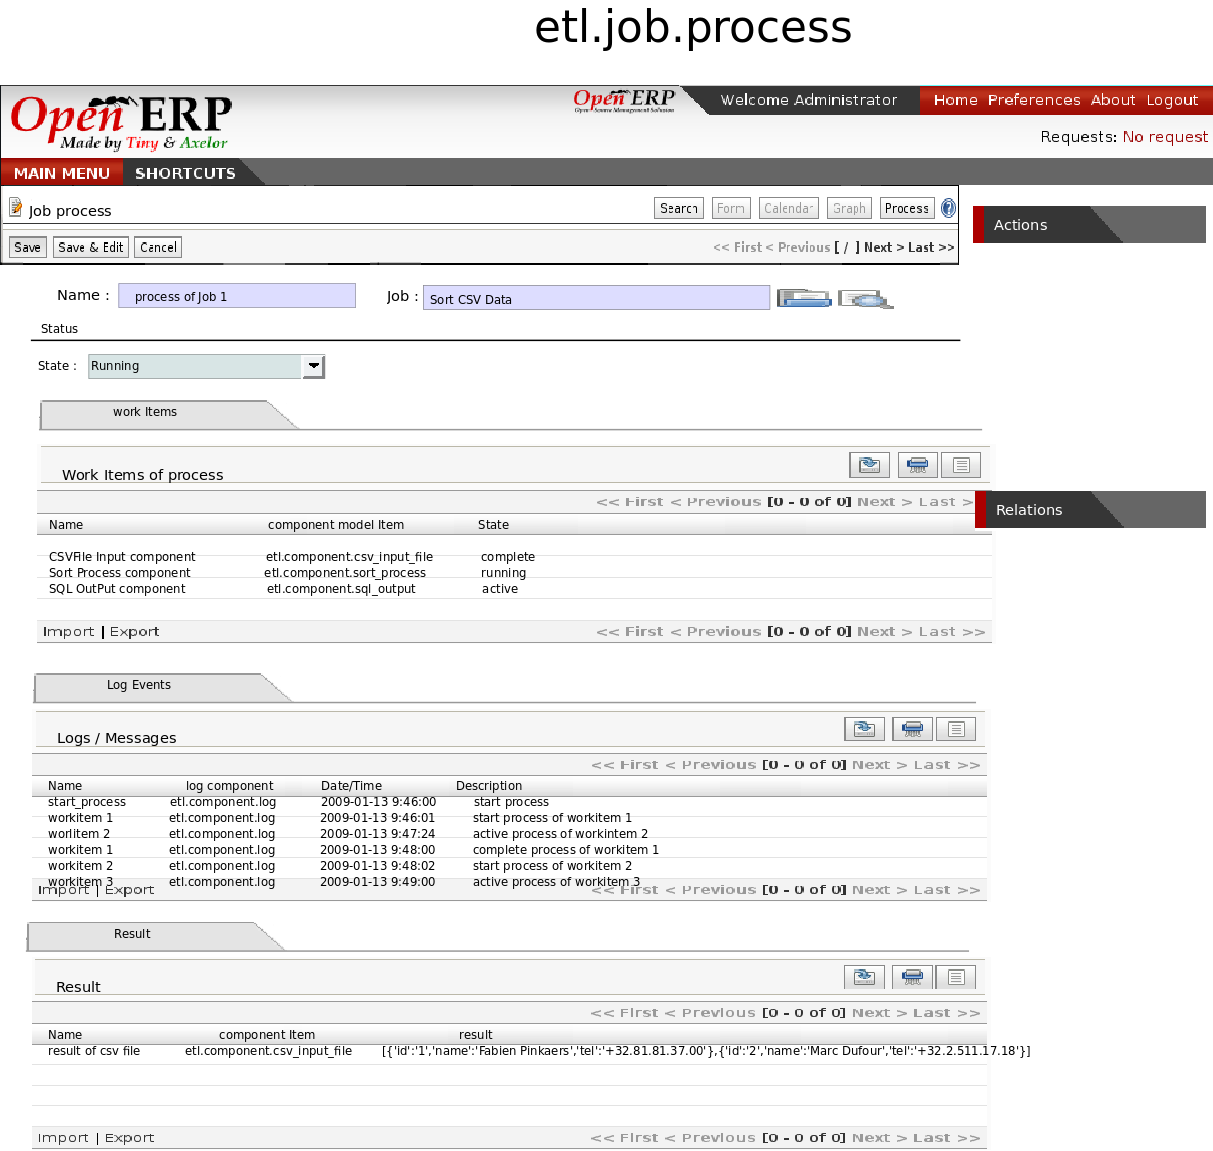 etl.job.process
Open ERP
Made by Tiny & Axelor
Open ERP
Open Source Management Solution
Welcome Administrator
Home Preferences About Logout
Requests: No request
MAIN MENU SHORTCUTS
Job process
Search Form Calendar Graph Process ?
Actions
Save Save & Edit Cancel
<< First < Previous [ / ] Next > Last >>
Name : process of Job 1 Job : Sort CSV Data
Status
State : Running
work Items
Work Items of process
<< First < Previous [0 - 0 of 0] Next > Last >
Relations
Name component model Item State
CSVFile Input component etl.component.csv_input_file complete
Sort Process component etl.component.sort_process running
SQL OutPut component etl.component.sql_output active
Import | Export << First < Previous [0 - 0 of 0] Next > Last >>
Log Events
Logs / Messages
<< First < Previous [0 - 0 of 0] Next > Last >>
Name log component Date/Time Description
start_process etl.component.log 2009-01-13 9:46:00 start process
workitem 1 etl.component.log 2009-01-13 9:46:01 start process of workitem 1
worlitem 2 etl.component.log 2009-01-13 9:47:24 active process of workintem 2
workitem 1 etl.component.log 2009-01-13 9:48:00 complete process of workitem 1
workitem 2 etl.component.log 2009-01-13 9:48:02 start process of workitem 2
workitem 3 etl.component.log 2009-01-13 9:49:00 active process of workitem 3
Import | Export << First < Previous [0 - 0 of 0] Next > Last >>
Result
Result
<< First < Previous [0 - 0 of 0] Next > Last >>
Name component Item result
result of csv file etl.component.csv_input_file [{'id':'1','name':'Fabien Pinkaers','tel':'+32.81.81.37.00'},{'id':'2','name':'Marc Dufour','tel':'+32.2.511.17.18'}]
Import | Export << First < Previous [0 - 0 of 0] Next > Last >>